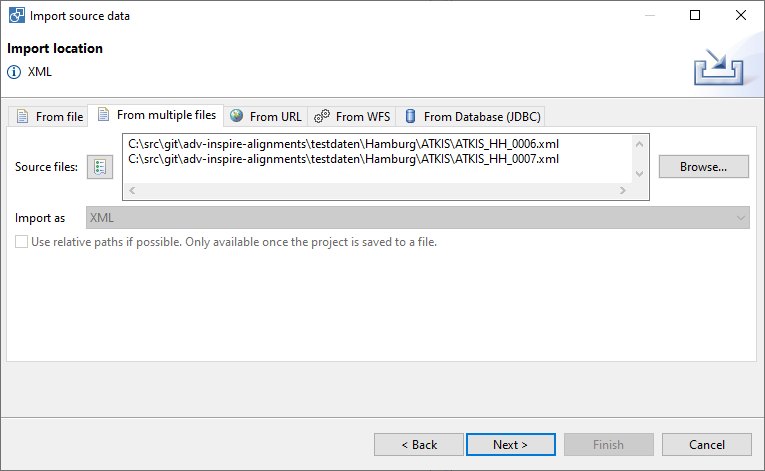 Import source data
Import location
XML
From file
From multiple files
From URL
From WFS
From Database (JDBC)
Source files:
C:\src\git\adv-inspire-alignments\testdaten\Hamburg\ATKIS\ATKIS_HH_0006.xml
C:\src\git\adv-inspire-alignments\testdaten\Hamburg\ATKIS\ATKIS_HH_0007.xml
Browse...
Import as
XML
Use relative paths if possible. Only available once the project is saved to a file.
< Back
Next >
Finish
Cancel